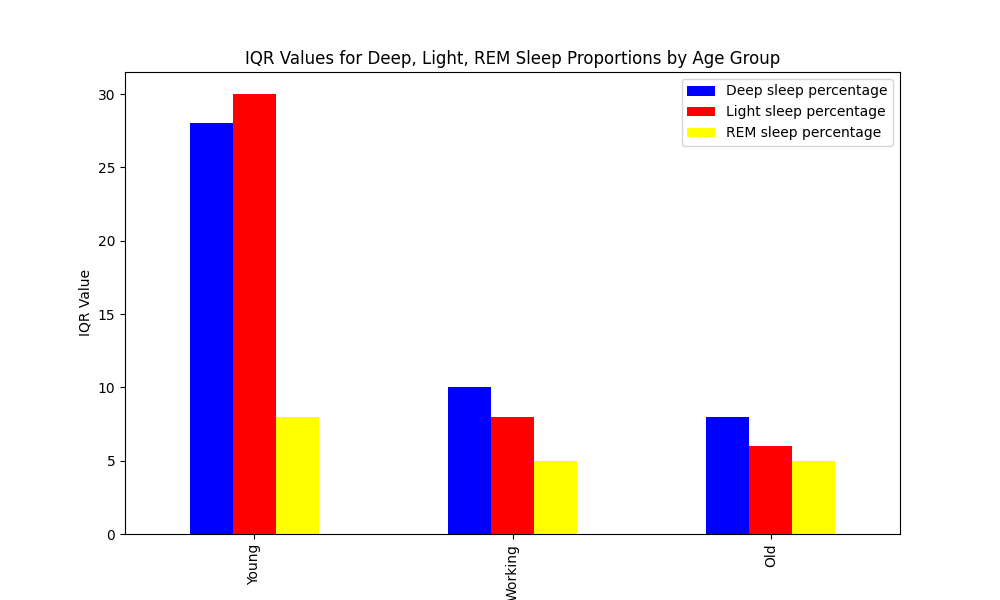 IQR Values for Deep, Light, REM Sleep Proportions by Age Group
Deep sleep percentage
Light sleep percentage
REM sleep percentage
IQR Value
30
25
20
15
10
5
0
Young
Working
Old